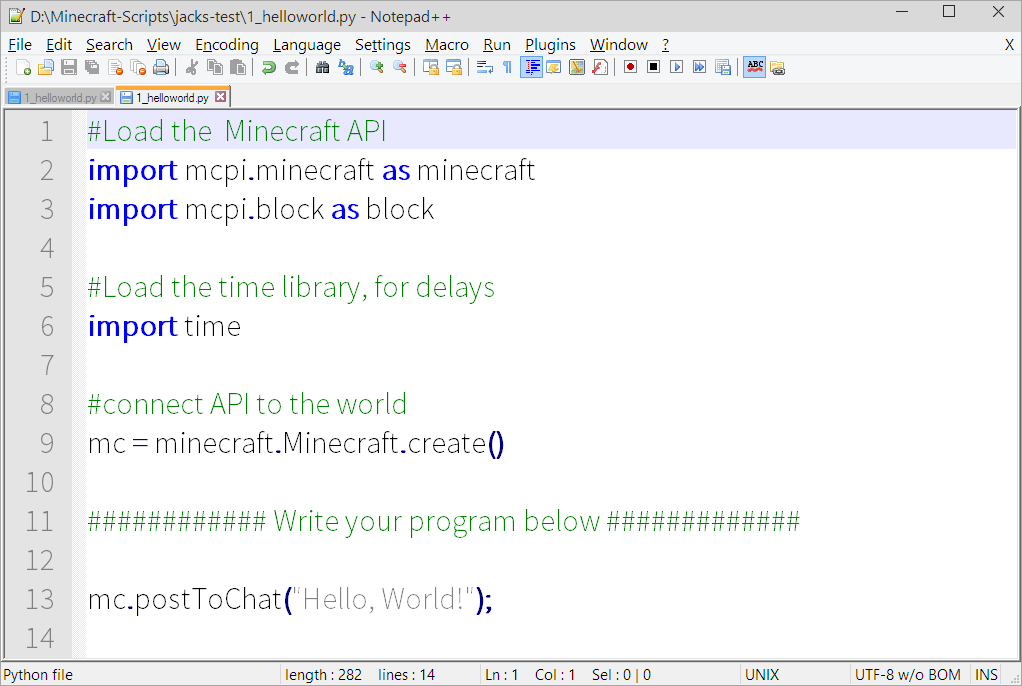 D:\Minecraft-Scripts\jacks-test\1_helloworld.py - Notepad++
File Edit Search View Encoding Language Settings Macro Run Plugins Window ? X
ABC
1_helloworld.py 1_helloworld.py
1 #Load the  Minecraft API
2 import mcpi.minecraft as minecraft
3 import mcpi.block as block
4
5 #Load the time library, for delays
6 import time
7
8 #connect API to the world
9 mc = minecraft.Minecraft.create()
10
11 ############ Write your program below #############
12
13 mc.postToChat("Hello, World!");
14
Python file length : 282 lines : 14 Ln : 1 Col : 1 Sel : 0 | 0 UNIX UTF-8 w/o BOM INS